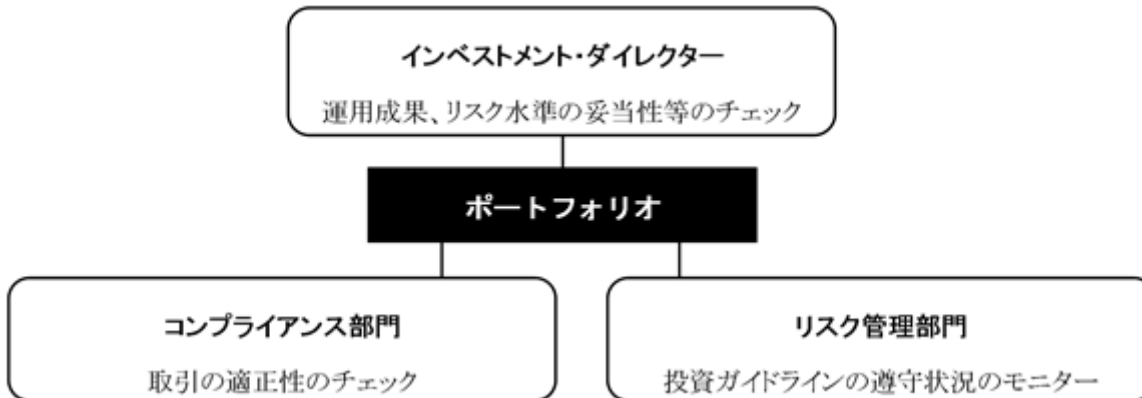 インベストメント・ダイレクター
運用成果、リスク水準の妥当性等のチェック
ポートフォリオ
コンプライアンス部門
取引の適正性のチェック
リスク管理部門
投資ガイドラインの遵守状況のモニター